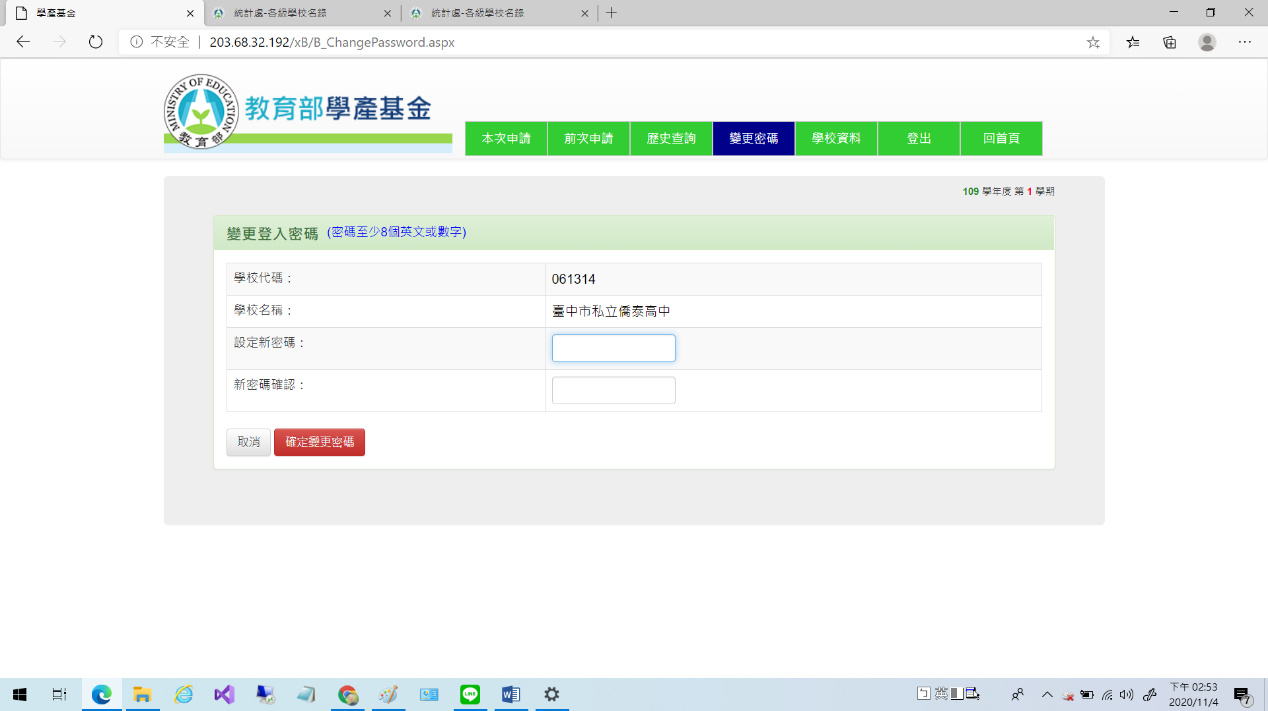 學產基金
統計處-各級學校名錄
統計處-各級學校名錄
不安全 | 203.68.32.192/xB/B_ChangePassword.aspx
MINISTRY OF EDUCATION
教育部
教育部學產基金
本次申請 前次申請 歷史查詢 變更密碼 學校資料 登出 回首頁
109 學年度 第 1 學期
變更登入密碼 (密碼至少8個英文或數字)
學校代碼： 061314
學校名稱： 臺中市私立僑泰高中
設定新密碼：
新密碼確認：
取消 確定變更密碼
下午 02:53
2020/11/4
7